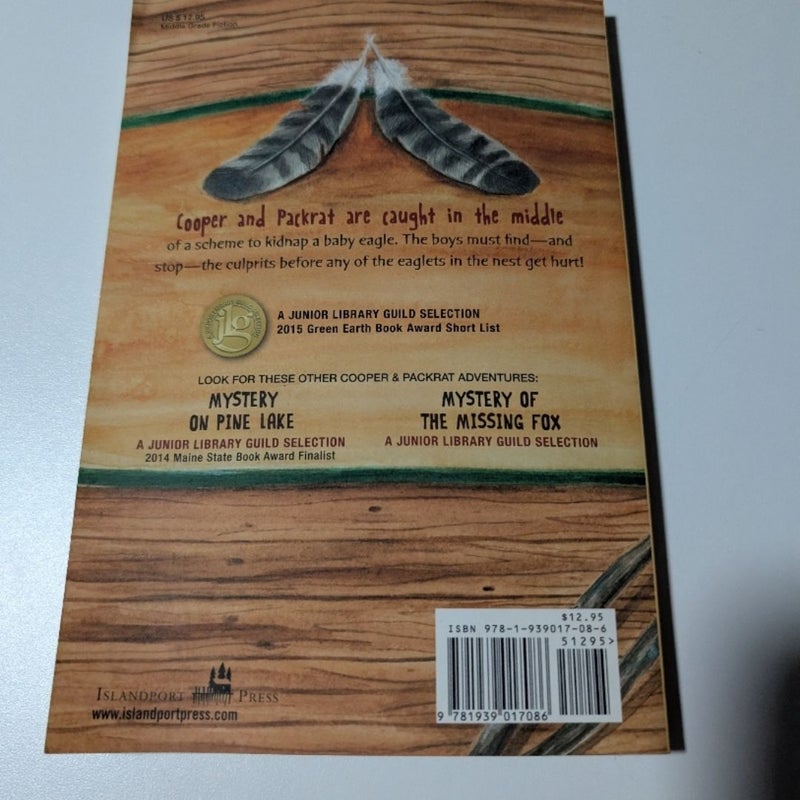 US $12.95
Middle Grade Fiction
Cooper and Packrat are caught in the middle
of a scheme to kidnap a baby eagle. The boys must find—and
stop—the culprits before any of the eaglets in the nest get hurt!
jlg
A JUNIOR LIBRARY GUILD SELECTION
2015 Green Earth Book Award Short List
LOOK FOR THESE OTHER COOPER & PACKRAT ADVENTURES:
MYSTERY
ON PINE LAKE
A JUNIOR LIBRARY GUILD SELECTION
2014 Maine State Book Award Finalist
MYSTERY OF
THE MISSING FOX
A JUNIOR LIBRARY GUILD SELECTION
$12.95
ISBN 978-1-939017-08-6
51295>
9 781939 017086
ISLANDPORT PRESS
www.islandportpress.com